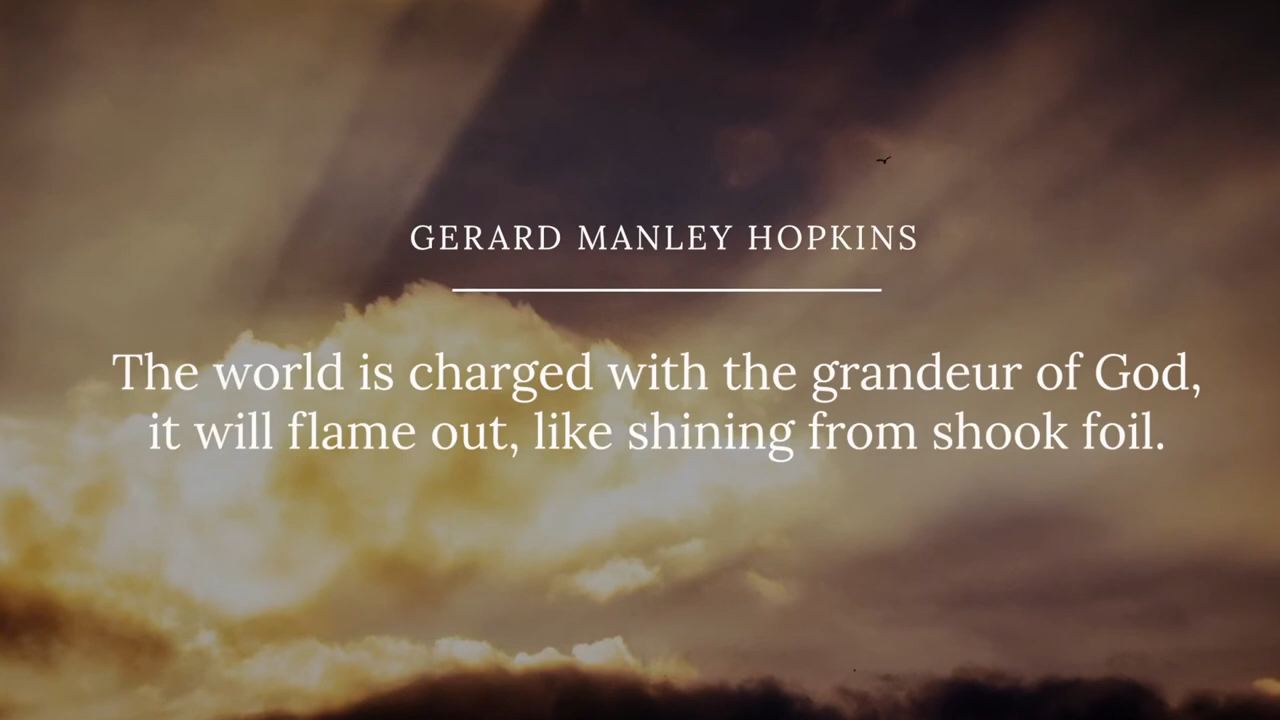 GERARD MANLEY HOPKINS
The world is charged with the grandeur of God,
it will flame out, like shining from shook foil.